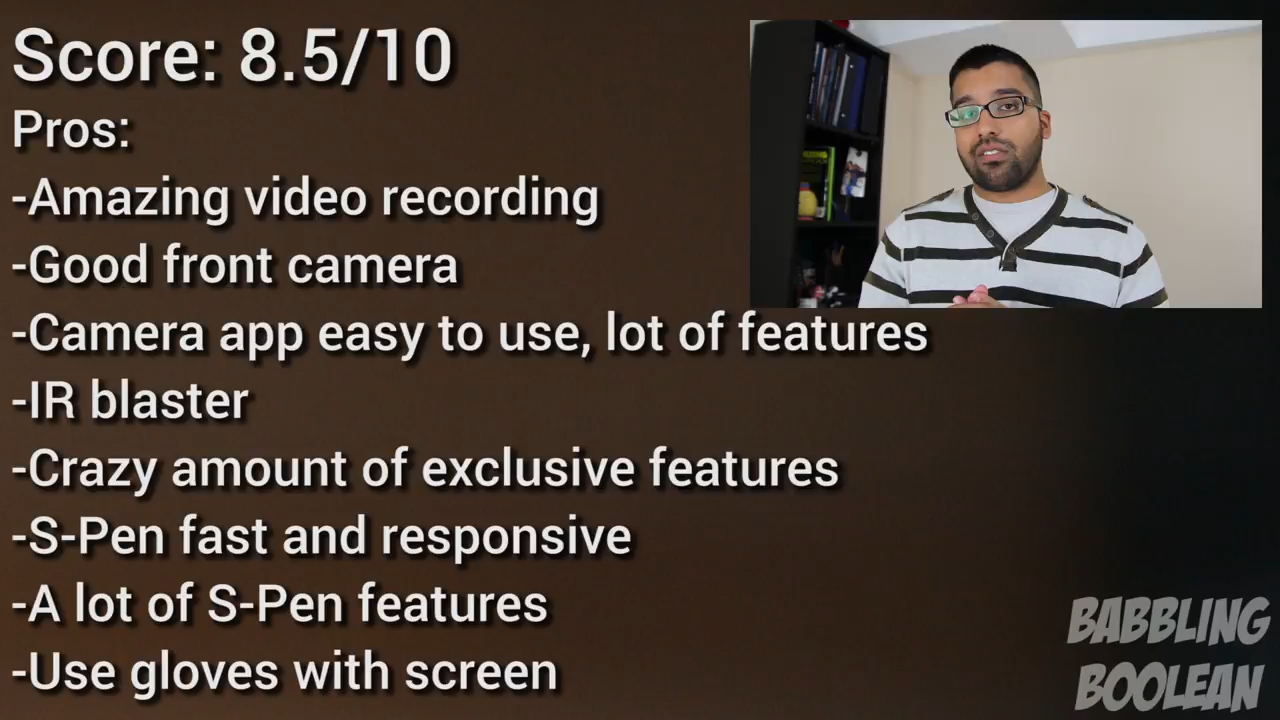 Score: 8.5/10
Pros:
-Amazing video recording
-Good front camera
-Camera app easy to use, lot of features
-IR blaster
-Crazy amount of exclusive features
-S-Pen fast and responsive
-A lot of S-Pen features
-Use gloves with screen
BABBLING
BOOLEAN